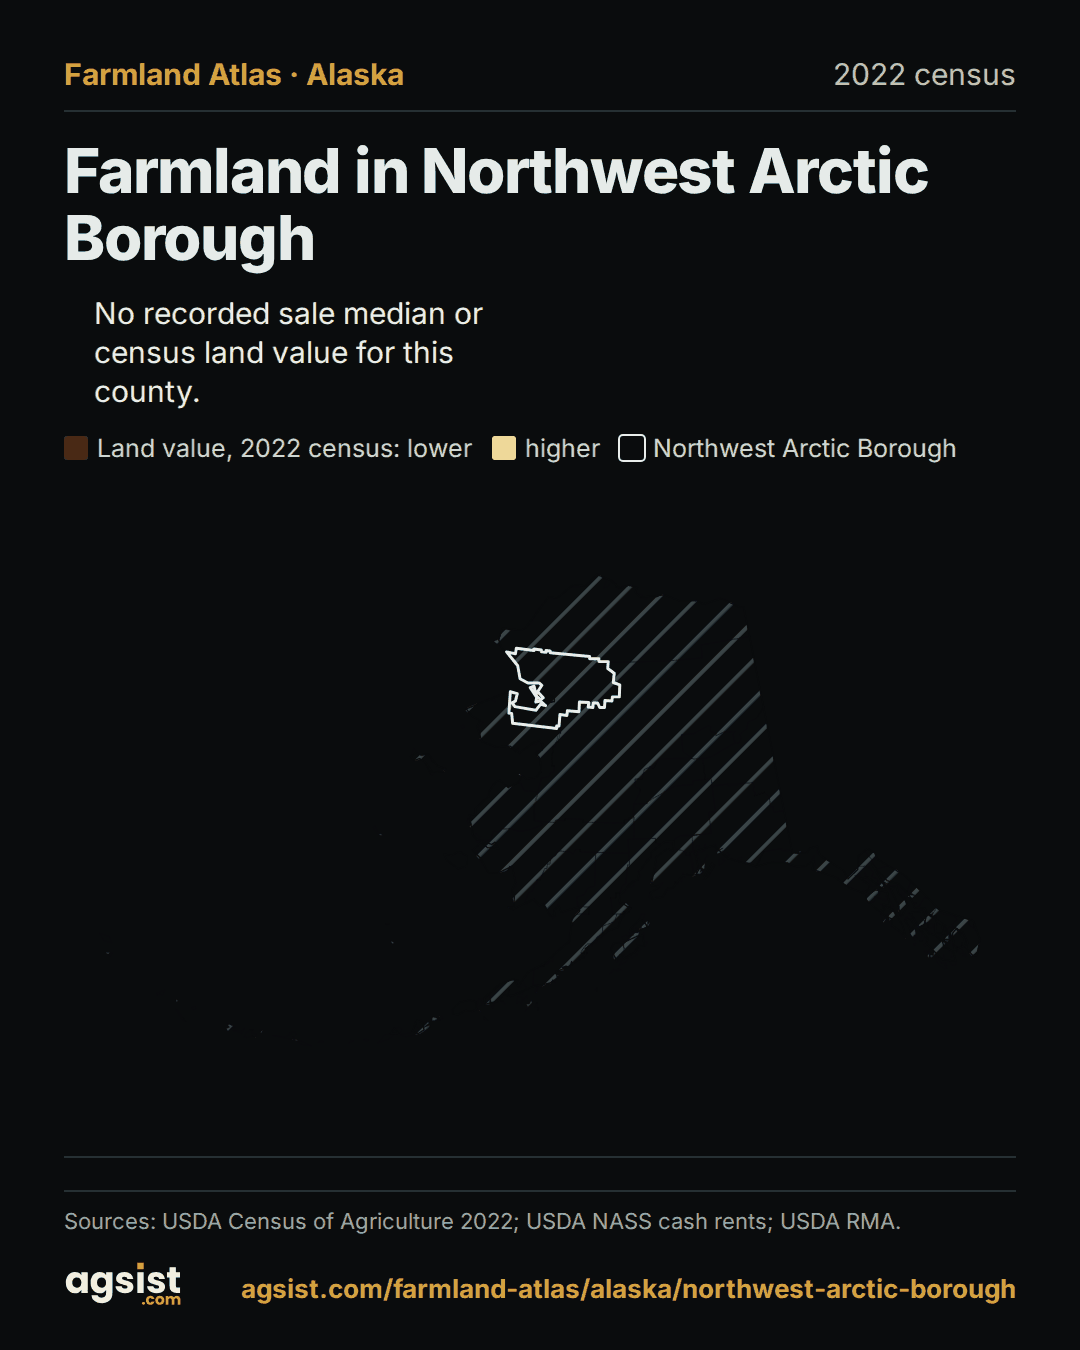 Farmland Atlas · Alaska
2022 census
Farmland in Northwest Arctic
Borough
No recorded sale median or
census land value for this
county.
Land value, 2022 census: lower
higher
Northwest Arctic Borough
Sources: USDA Census of Agriculture 2022; USDA NASS cash rents; USDA RMA.
agsist
.com
agsist.com/farmland-atlas/alaska/northwest-arctic-borough